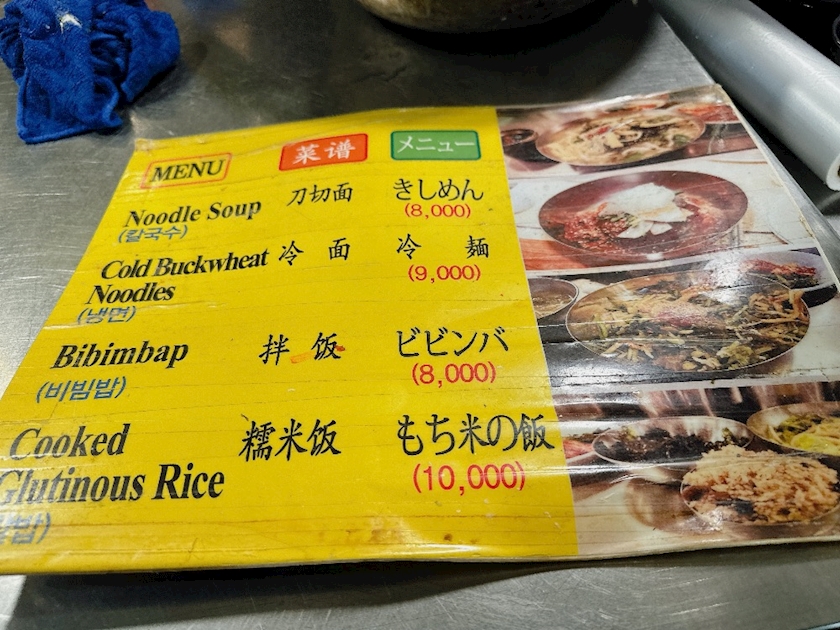 MENU 菜谱 メニュー
Noodle Soup 刀切面 きしめん
(칼국수) (8,000)
Cold Buckwheat 冷 面 冷 麺
Noodles (9,000)
(냉면)
Bibimbap 拌 饭 ビビンバ
(비빔밥) (8,000)
Cooked 糯米饭 もち米の飯
Glutinous Rice (10,000)
밥)